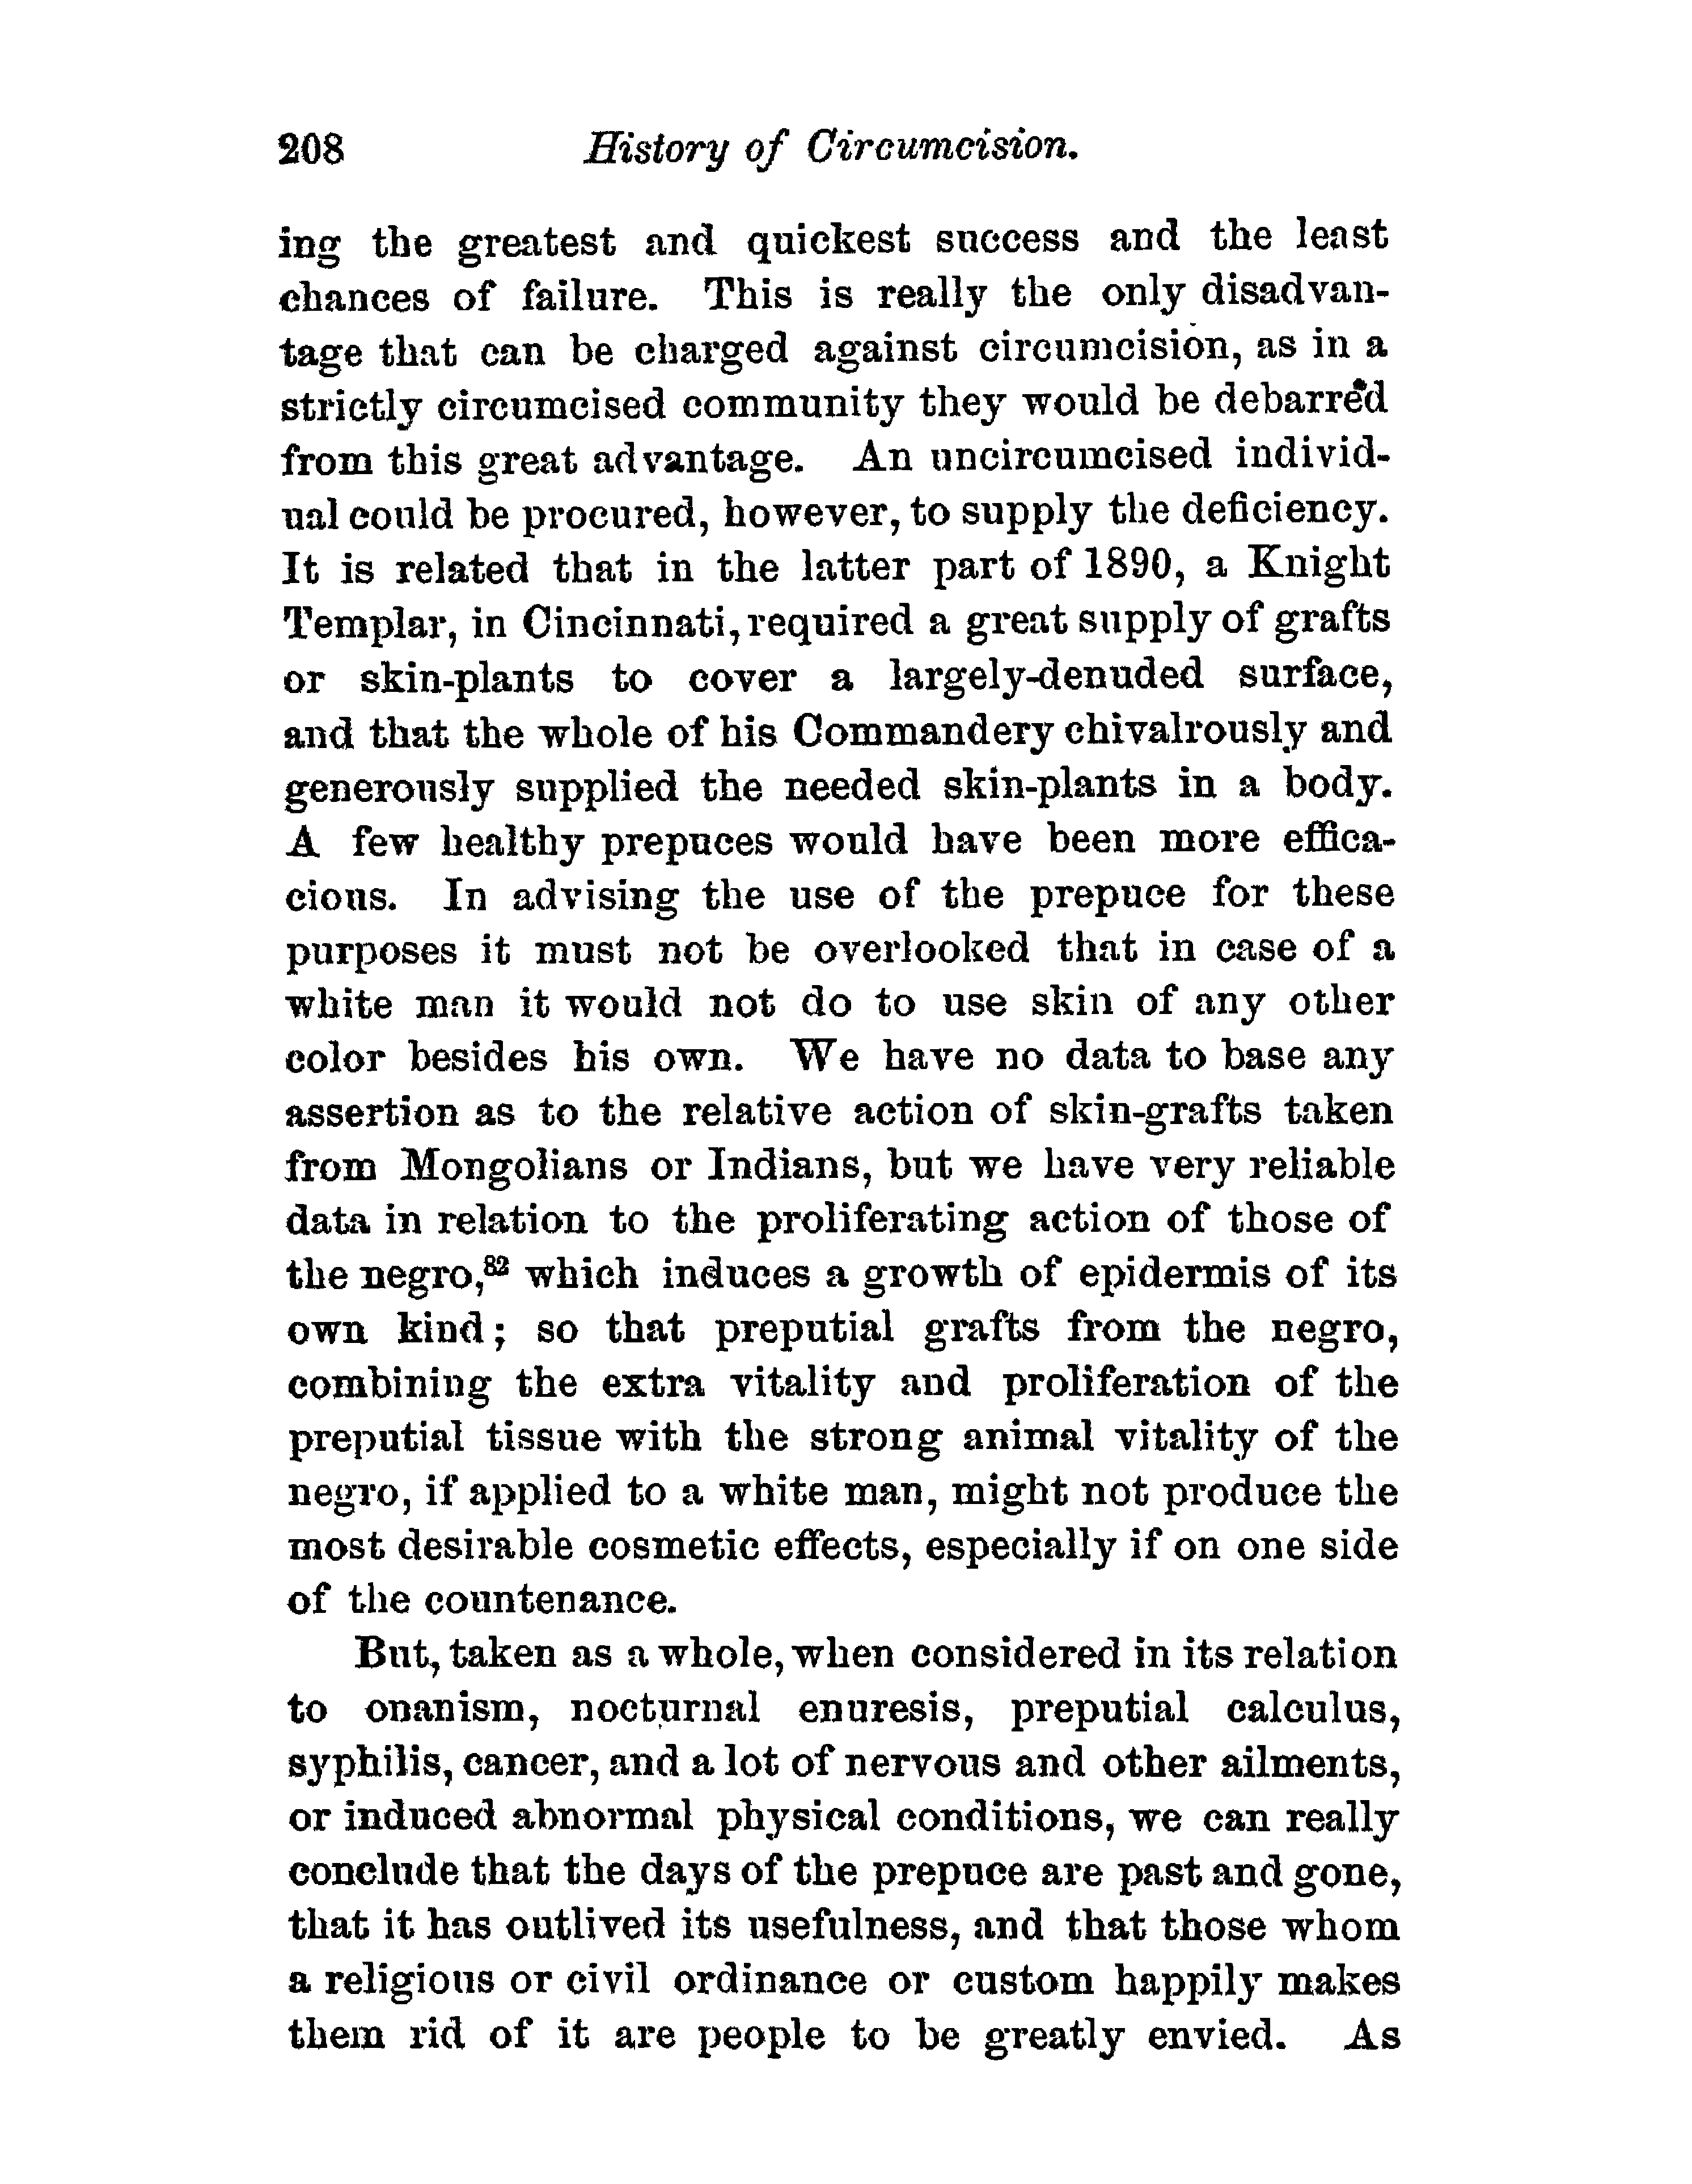 208 History of Circumcision.
ing the greatest and quickest success and the least
chances of failure. This is really the only disadvan-
tage that can be charged against circumcision, as in a
strictly circumcised community they would be debarred
from this great advantage. An uncircumcised individ-
ual could be procured, however, to supply the deficiency.
It is related that in the latter part of 1890, a Knight
Templar, in Cincinnati, required a great supply of grafts
or skin-plants to cover a largely-denuded surface,
and that the whole of his Commandery chivalrously and
generously supplied the needed skin-plants in a body.
A few healthy prepuces would have been more effica-
cious. In advising the use of the prepuce for these
purposes it must not be overlooked that in case of a
white man it would not do to use skin of any other
color besides his own. We have no data to base any
assertion as to the relative action of skin-grafts taken
from Mongolians or Indians, but we have very reliable
data in relation to the proliferating action of those of
the negro,⁸² which induces a growth of epidermis of its
own kind; so that preputial grafts from the negro,
combining the extra vitality and proliferation of the
preputial tissue with the strong animal vitality of the
negro, if applied to a white man, might not produce the
most desirable cosmetic effects, especially if on one side
of the countenance.
But, taken as a whole, when considered in its relation
to onanism, nocturnal enuresis, preputial calculus,
syphilis, cancer, and a lot of nervous and other ailments,
or induced abnormal physical conditions, we can really
conclude that the days of the prepuce are past and gone,
that it has outlived its usefulness, and that those whom
a religious or civil ordinance or custom happily makes
them rid of it are people to be greatly envied. As